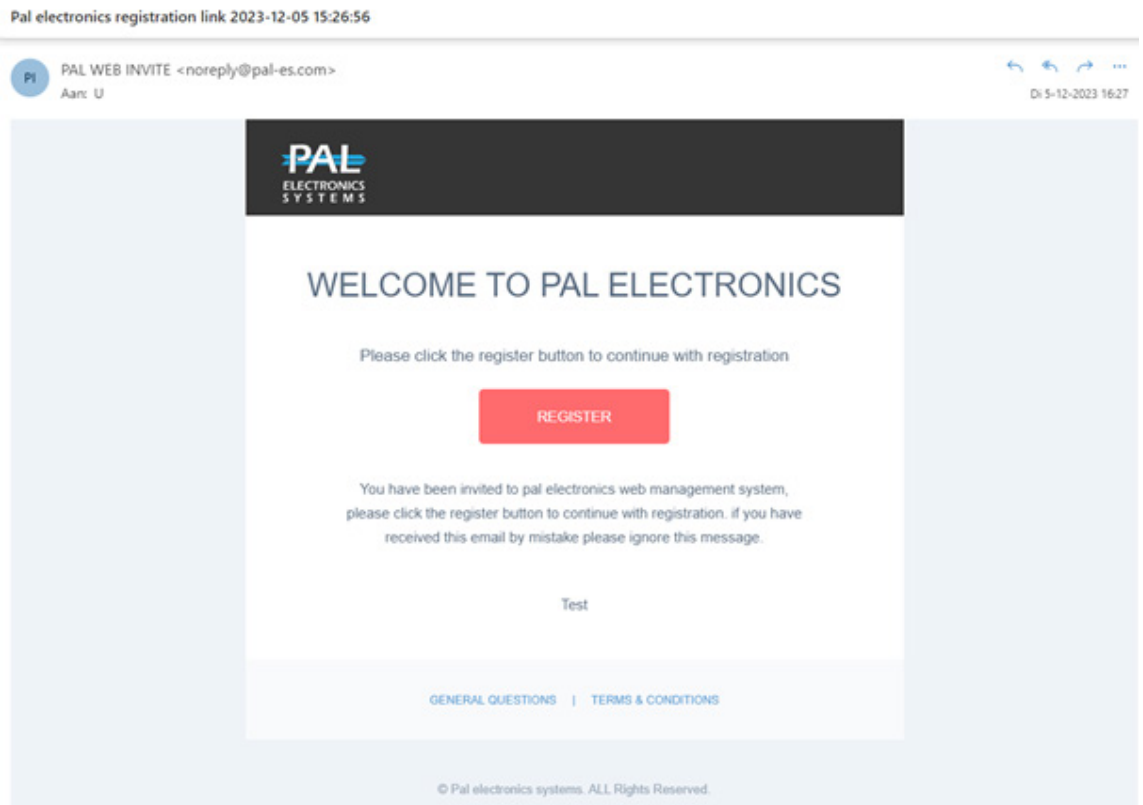 Pal electronics registration link 2023-12-05 15:26:56
PI
PAL WEB INVITE <noreply@pal-es.com>
Aan: U
Di 5-12-2023 16:27
PAL
ELECTRONICS
SYSTEMS
WELCOME TO PAL ELECTRONICS
Please click the register button to continue with registration
REGISTER
You have been invited to pal electronics web management system,
please click the register button to continue with registration. if you have
received this email by mistake please ignore this message.
Test
GENERAL QUESTIONS | TERMS & CONDITIONS
© Pal electronics systems. ALL Rights Reserved.